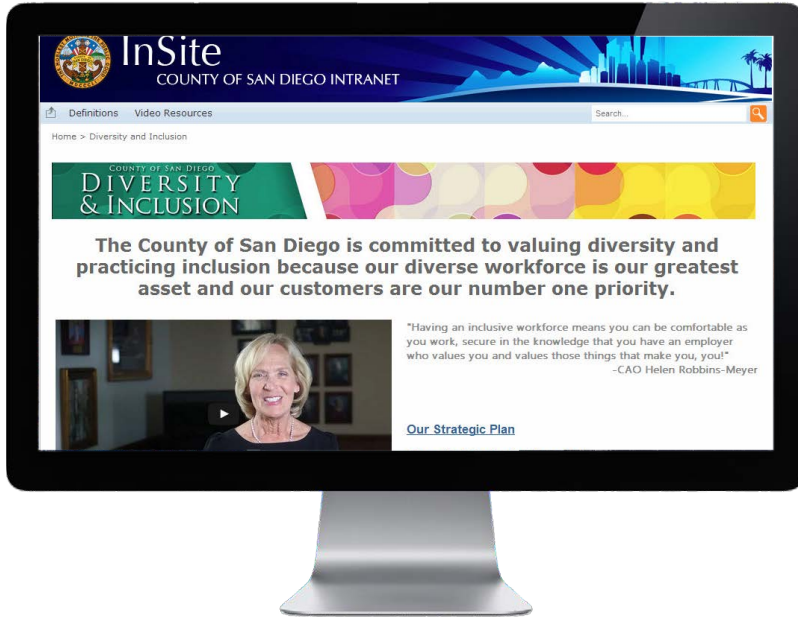 InSite
COUNTY OF SAN DIEGO INTRANET
Definitions Video Resources
Search...
Home > Diversity and Inclusion
COUNTY OF SAN DIEGO
DIVERSITY
& INCLUSION
The County of San Diego is committed to valuing diversity and
practicing inclusion because our diverse workforce is our greatest
asset and our customers are our number one priority.
"Having an inclusive workforce means you can be comfortable as
you work, secure in the knowledge that you have an employer
who values you and values those things that make you, you!"
-CAO Helen Robbins-Meyer
Our Strategic Plan